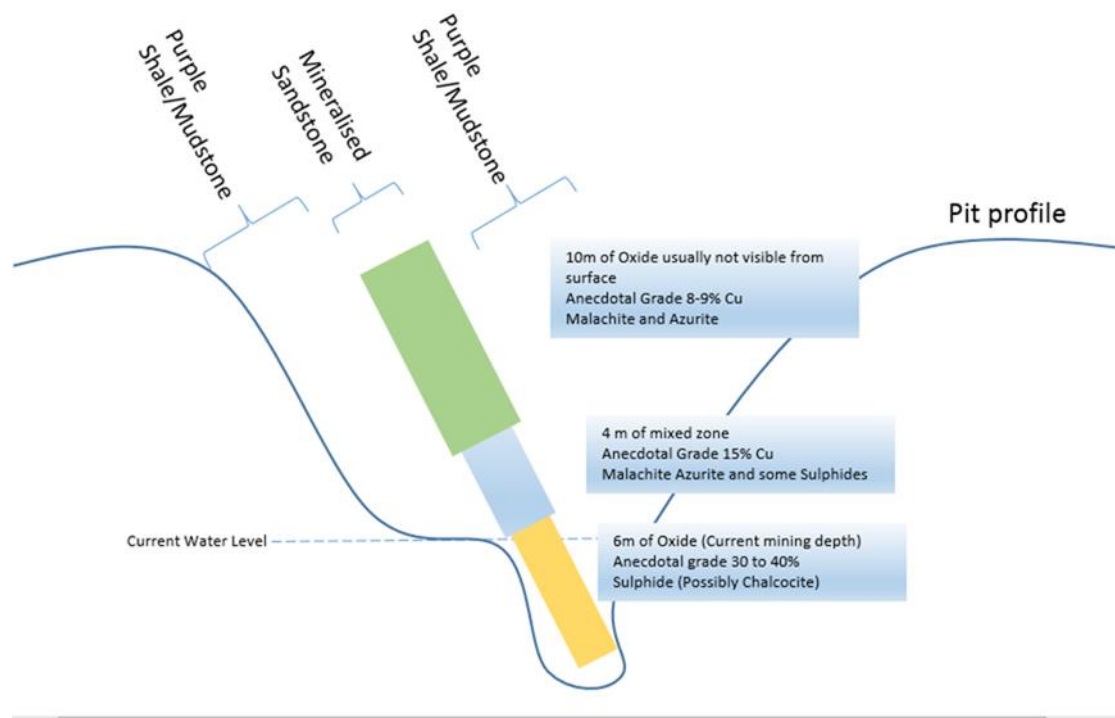 Purple
Shale/Mudstone
Mineralised
Sandstone
Purple
Shale/Mudstone
Pit profile
10m of Oxide usually not visible from
surface
Anecdotal Grade 8-9% Cu
Malachite and Azurite
4 m of mixed zone
Anecdotal Grade 15% Cu
Malachite Azurite and some Sulphides
Current Water Level
6m of Oxide (Current mining depth)
Anecdotal grade 30 to 40%
Sulphide (Possibly Chalcocite)